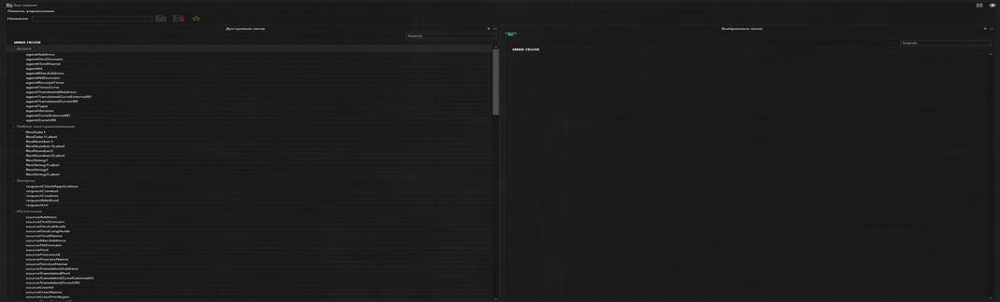 Без имени
Панель управления
Название
Доступные поля
Выбранные поля
Search
Search
ИМЯ ПОЛЯ
ИМЯ ПОЛЯ
Агент
agentAddress
agentDnsDomain
agentHostName
agentId
agentMacAddress
agentNtDomain
agentReceiptTime
agentTimeZone
agentTranslatedAddress
agentTranslatedZoneExternalID
agentTranslatedZoneURI
agentType
agentVersion
agentZoneExternalID
agentZoneURI
Гибко настраиваемые
flexDate1
flexDate1Label
flexNumber1
flexNumber1Label
flexNumber2
flexNumber2Label
flexString1
flexString1Label
flexString2
flexString2Label
Запрос
requestClientApplication
requestContext
requestCookies
requestMethod
requestUrl
Источник
sourceAddress
sourceDnsDomain
sourceGeoLatitude
sourceGeoLongitude
sourceHostName
sourceMacAddress
sourceNtDomain
sourcePort
sourceProcessId
sourceProcessName
sourceServiceName
sourceTranslatedAddress
sourceTranslatedPort
sourceTranslatedZoneExternalID
sourceTranslatedZoneURI
sourceUserId
sourceUserName
sourceUserPrivileges